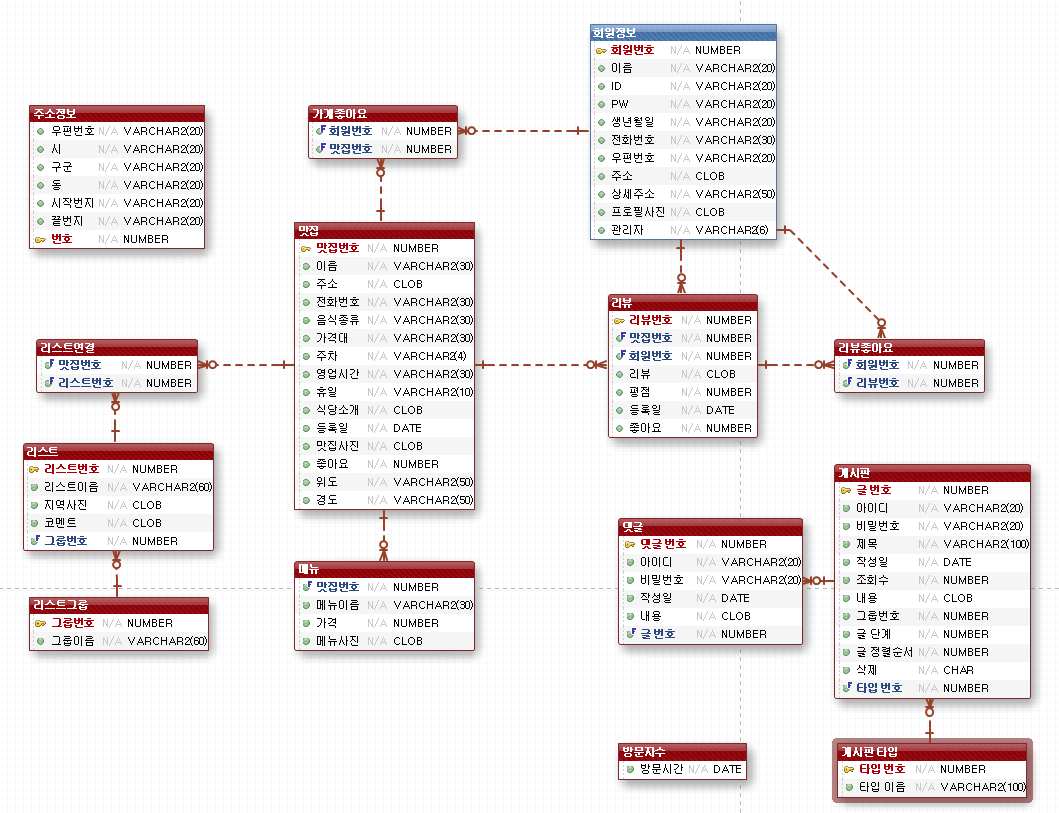 회원정보
회원번호 N/A NUMBER
이름 N/A VARCHAR2(20)
ID N/A VARCHAR2(20)
PW N/A VARCHAR2(20)
생년월일 N/A VARCHAR2(20)
전화번호 N/A VARCHAR2(30)
우편번호 N/A VARCHAR2(20)
주소 N/A CLOB
상세주소 N/A VARCHAR2(50)
프로필사진 N/A CLOB
관리자 N/A VARCHAR2(6)
주소정보
우편번호 N/A VARCHAR2(20)
시 N/A VARCHAR2(20)
구군 N/A VARCHAR2(20)
동 N/A VARCHAR2(20)
시작번지 N/A VARCHAR2(20)
끝번지 N/A VARCHAR2(20)
번호 N/A NUMBER
가게좋아요
회원번호 N/A NUMBER
맛집번호 N/A NUMBER
맛집
맛집번호 N/A NUMBER
이름 N/A VARCHAR2(30)
주소 N/A CLOB
전화번호 N/A VARCHAR2(30)
음식종류 N/A VARCHAR2(30)
가격대 N/A VARCHAR2(30)
주차 N/A VARCHAR2(4)
영업시간 N/A VARCHAR2(30)
휴일 N/A VARCHAR2(10)
식당소개 N/A CLOB
등록일 N/A DATE
맛집사진 N/A CLOB
좋아요 N/A NUMBER
위도 N/A VARCHAR2(50)
경도 N/A VARCHAR2(50)
리뷰
리뷰번호 N/A NUMBER
맛집번호 N/A NUMBER
회원번호 N/A NUMBER
리뷰 N/A CLOB
평점 N/A NUMBER
등록일 N/A DATE
좋아요 N/A NUMBER
리뷰좋아요
회원번호 N/A NUMBER
리뷰번호 N/A NUMBER
리스트연결
맛집번호 N/A NUMBER
리스트번호 N/A NUMBER
리스트
리스트번호 N/A NUMBER
리스트이름 N/A VARCHAR2(60)
지역사진 N/A CLOB
코멘트 N/A CLOB
그룹번호 N/A NUMBER
리스트그룹
그룹번호 N/A NUMBER
그룹이름 N/A VARCHAR2(60)
메뉴
맛집번호 N/A NUMBER
메뉴이름 N/A VARCHAR2(30)
가격 N/A NUMBER
메뉴사진 N/A CLOB
댓글
댓글 번호 N/A NUMBER
아이디 N/A VARCHAR2(20)
비밀번호 N/A VARCHAR2(20)
작성일 N/A DATE
내용 N/A CLOB
글 번호 N/A NUMBER
게시판
글 번호 N/A NUMBER
아이디 N/A VARCHAR2(20)
비밀번호 N/A VARCHAR2(20)
제목 N/A VARCHAR2(100)
작성일 N/A DATE
조회수 N/A NUMBER
내용 N/A CLOB
그룹번호 N/A NUMBER
글 단계 N/A NUMBER
글 정렬순서 N/A NUMBER
삭제 N/A CHAR
타입 번호 N/A NUMBER
방문자수
방문시간 N/A DATE
게시판 타입
타입 번호 N/A NUMBER
타입 이름 N/A VARCHAR2(100)